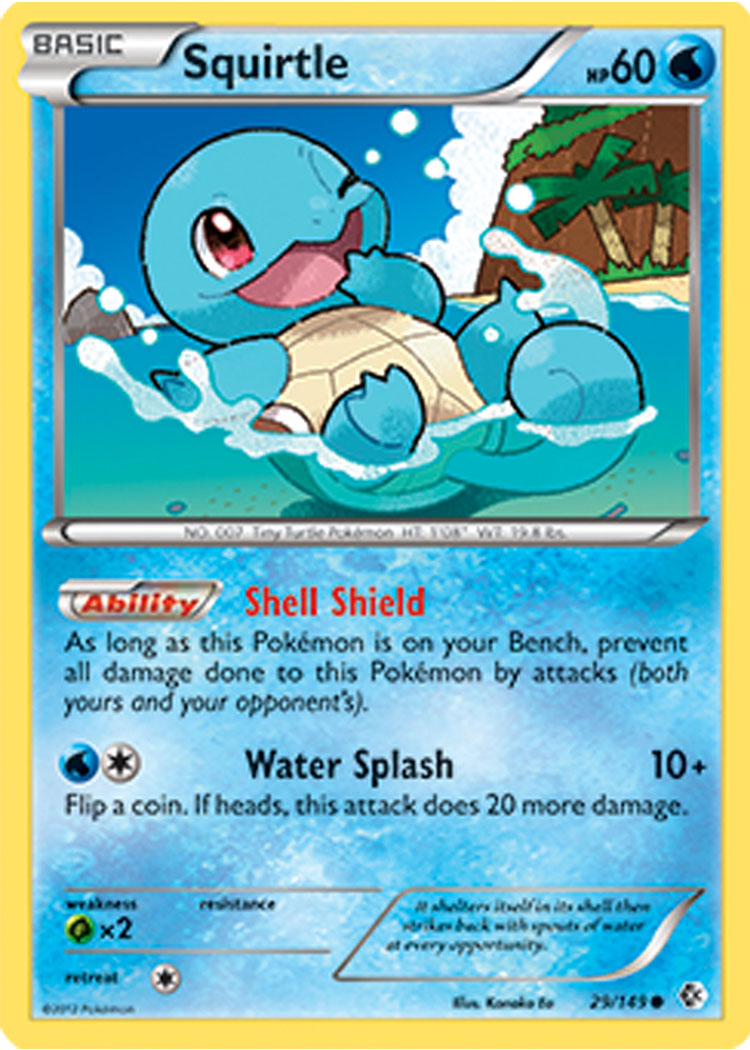 BASIC
Squirtle
HP60
NO. 007 Tiny Turtle Pokémon HT: 1'08" WT: 19.8 lbs.
Ability Shell Shield
As long as this Pokémon is on your Bench, prevent
all damage done to this Pokémon by attacks (both
yours and your opponent's).
Water Splash 10+
Flip a coin. If heads, this attack does 20 more damage.
weakness resistance
×2
retreat
It shelters itself in its shell then
strikes back with spouts of water
at every opportunity.
©2012 Pokémon
Illus. Kanako Eo 29/149